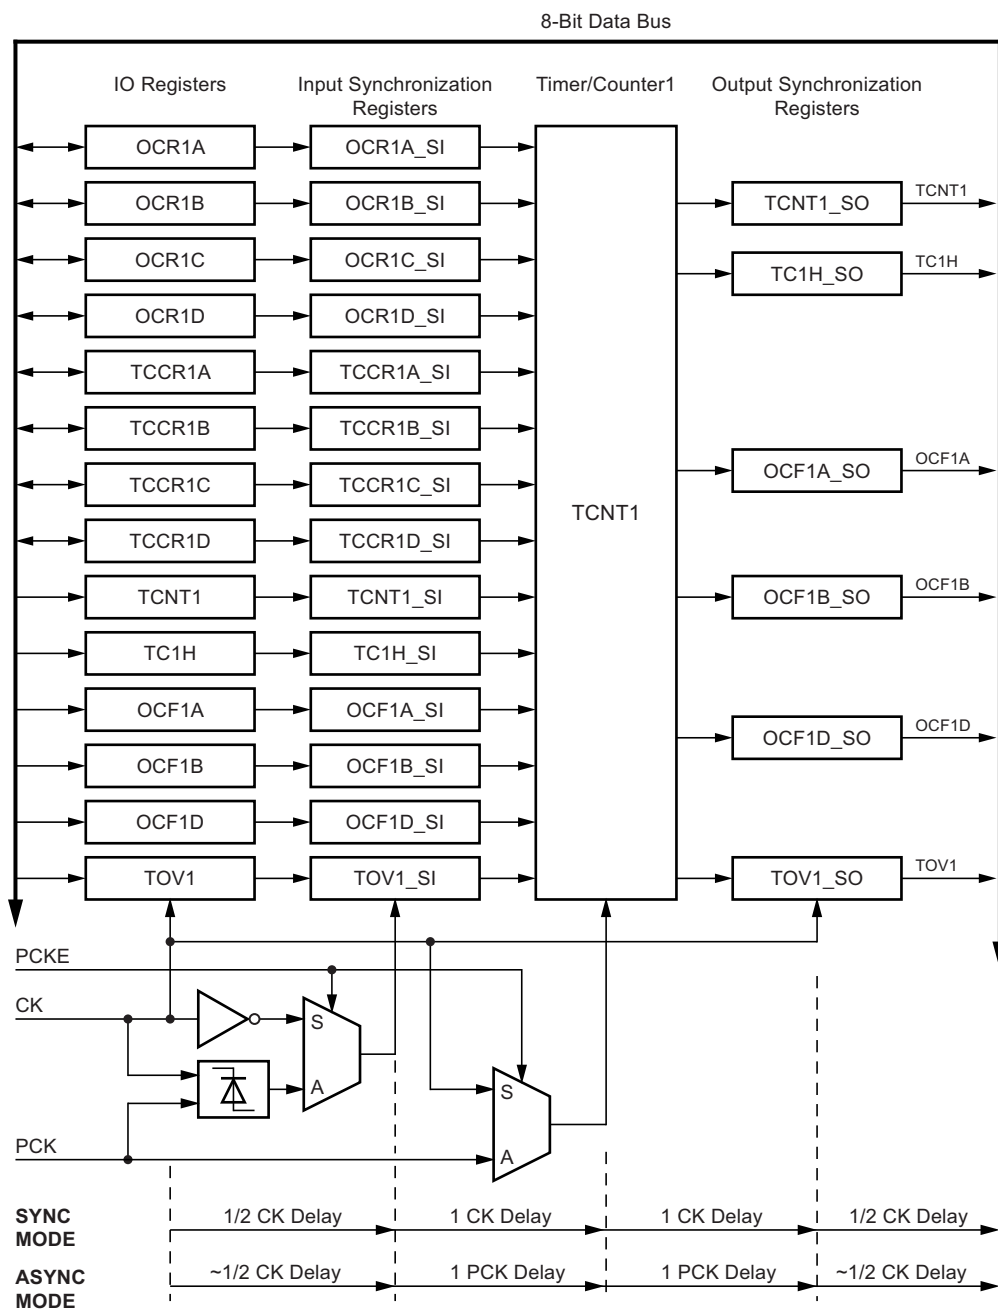 8-Bit Data Bus
IO Registers
Input Synchronization
Registers
Timer/Counter1
Output Synchronization
Registers
OCR1A
OCR1A_SI
OCR1B
OCR1B_SI
TCNT1_SO
TCNT1
OCR1C
OCR1C_SI
TC1H_SO
TC1H
OCR1D
OCR1D_SI
TCCR1A
TCCR1A_SI
TCCR1B
TCCR1B_SI
OCF1A_SO
OCF1A
TCCR1C
TCCR1C_SI
TCNT1
TCCR1D
TCCR1D_SI
TCNT1
TCNT1_SI
OCF1B_SO
OCF1B
TC1H
TC1H_SI
OCF1A
OCF1A_SI
OCF1D_SO
OCF1D
OCF1B
OCF1B_SI
OCF1D
OCF1D_SI
TOV1
TOV1_SI
TOV1_SO
TOV1
PCKE
CK
S
A
S
A
PCK
SYNC
MODE
1/2 CK Delay
1 CK Delay
1 CK Delay
1/2 CK Delay
ASYNC
MODE
~1/2 CK Delay
1 PCK Delay
1 PCK Delay
~1/2 CK Delay